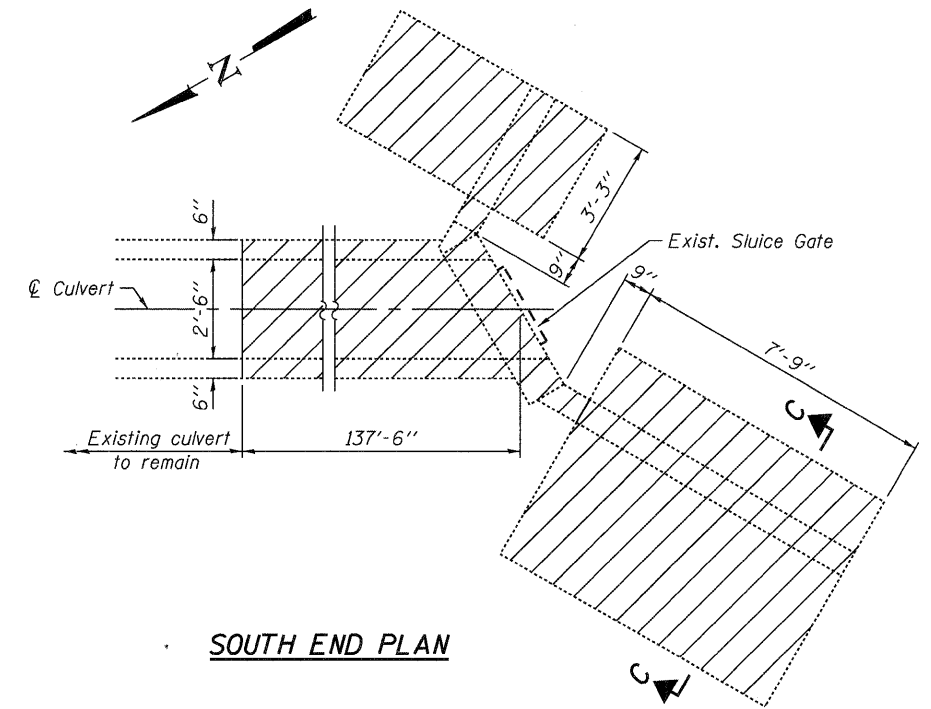 N
6"
3'-3"
Exist. Sluice Gate
9"
9"
℄ Culvert
2'-6"
7'-9"
C
6"
Existing culvert
to remain
137'-6"
SOUTH END PLAN
C